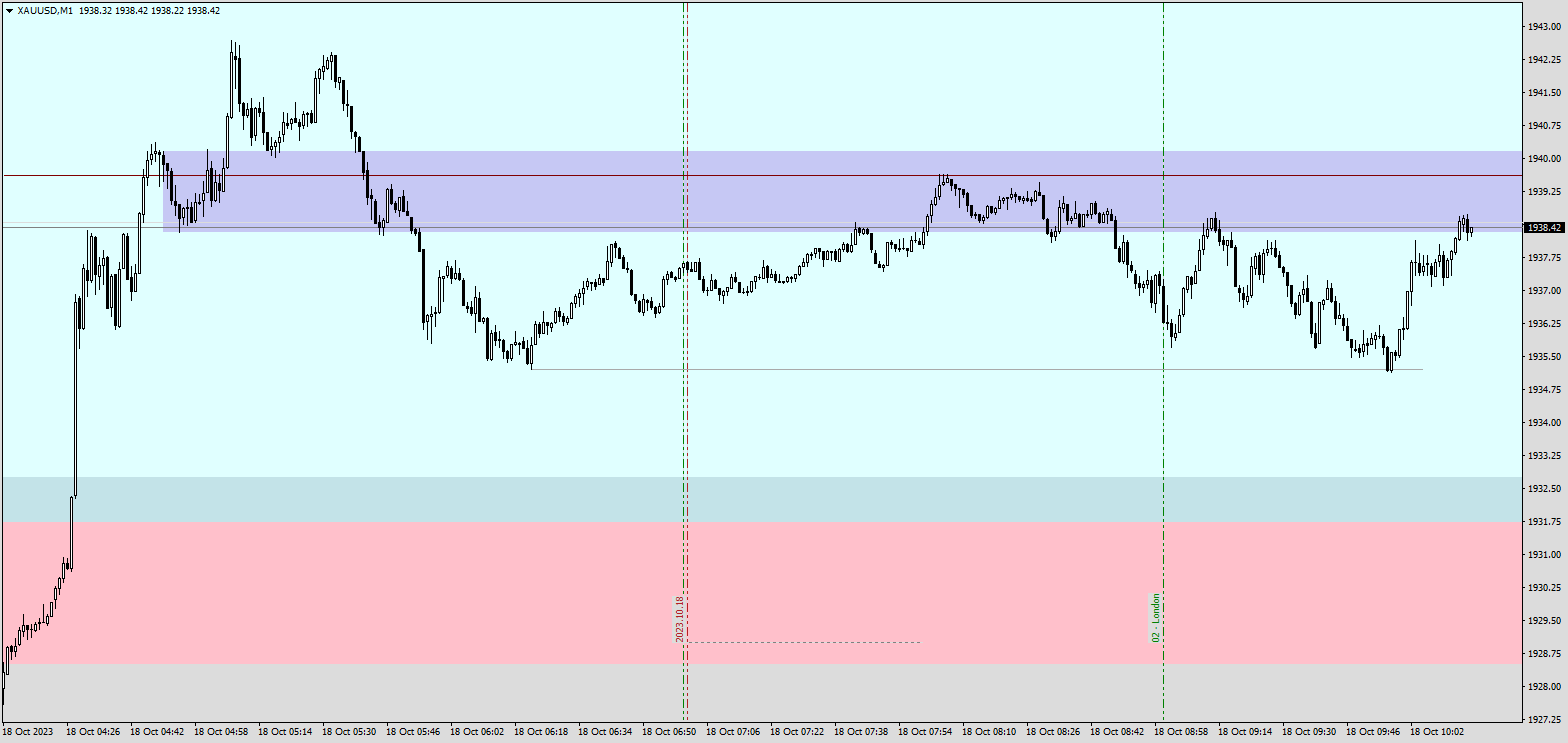 XAUUSD,M1 1938.32 1938.42 1938.22 1938.42
1943.00
1942.25
1941.50
1940.75
1940.00
1939.25
1938.42
1937.75
1937.00
1936.25
1935.50
1934.75
1934.00
1933.25
1932.50
1931.75
1931.00
1930.25
1929.50
1928.75
1928.00
1927.25
2023.10.18
02 - London
18 Oct 2023
18 Oct 04:26
18 Oct 04:42
18 Oct 04:58
18 Oct 05:14
18 Oct 05:30
18 Oct 05:46
18 Oct 06:02
18 Oct 06:18
18 Oct 06:34
18 Oct 06:50
18 Oct 07:06
18 Oct 07:22
18 Oct 07:38
18 Oct 07:54
18 Oct 08:10
18 Oct 08:26
18 Oct 08:42
18 Oct 08:58
18 Oct 09:14
18 Oct 09:30
18 Oct 09:46
18 Oct 10:02